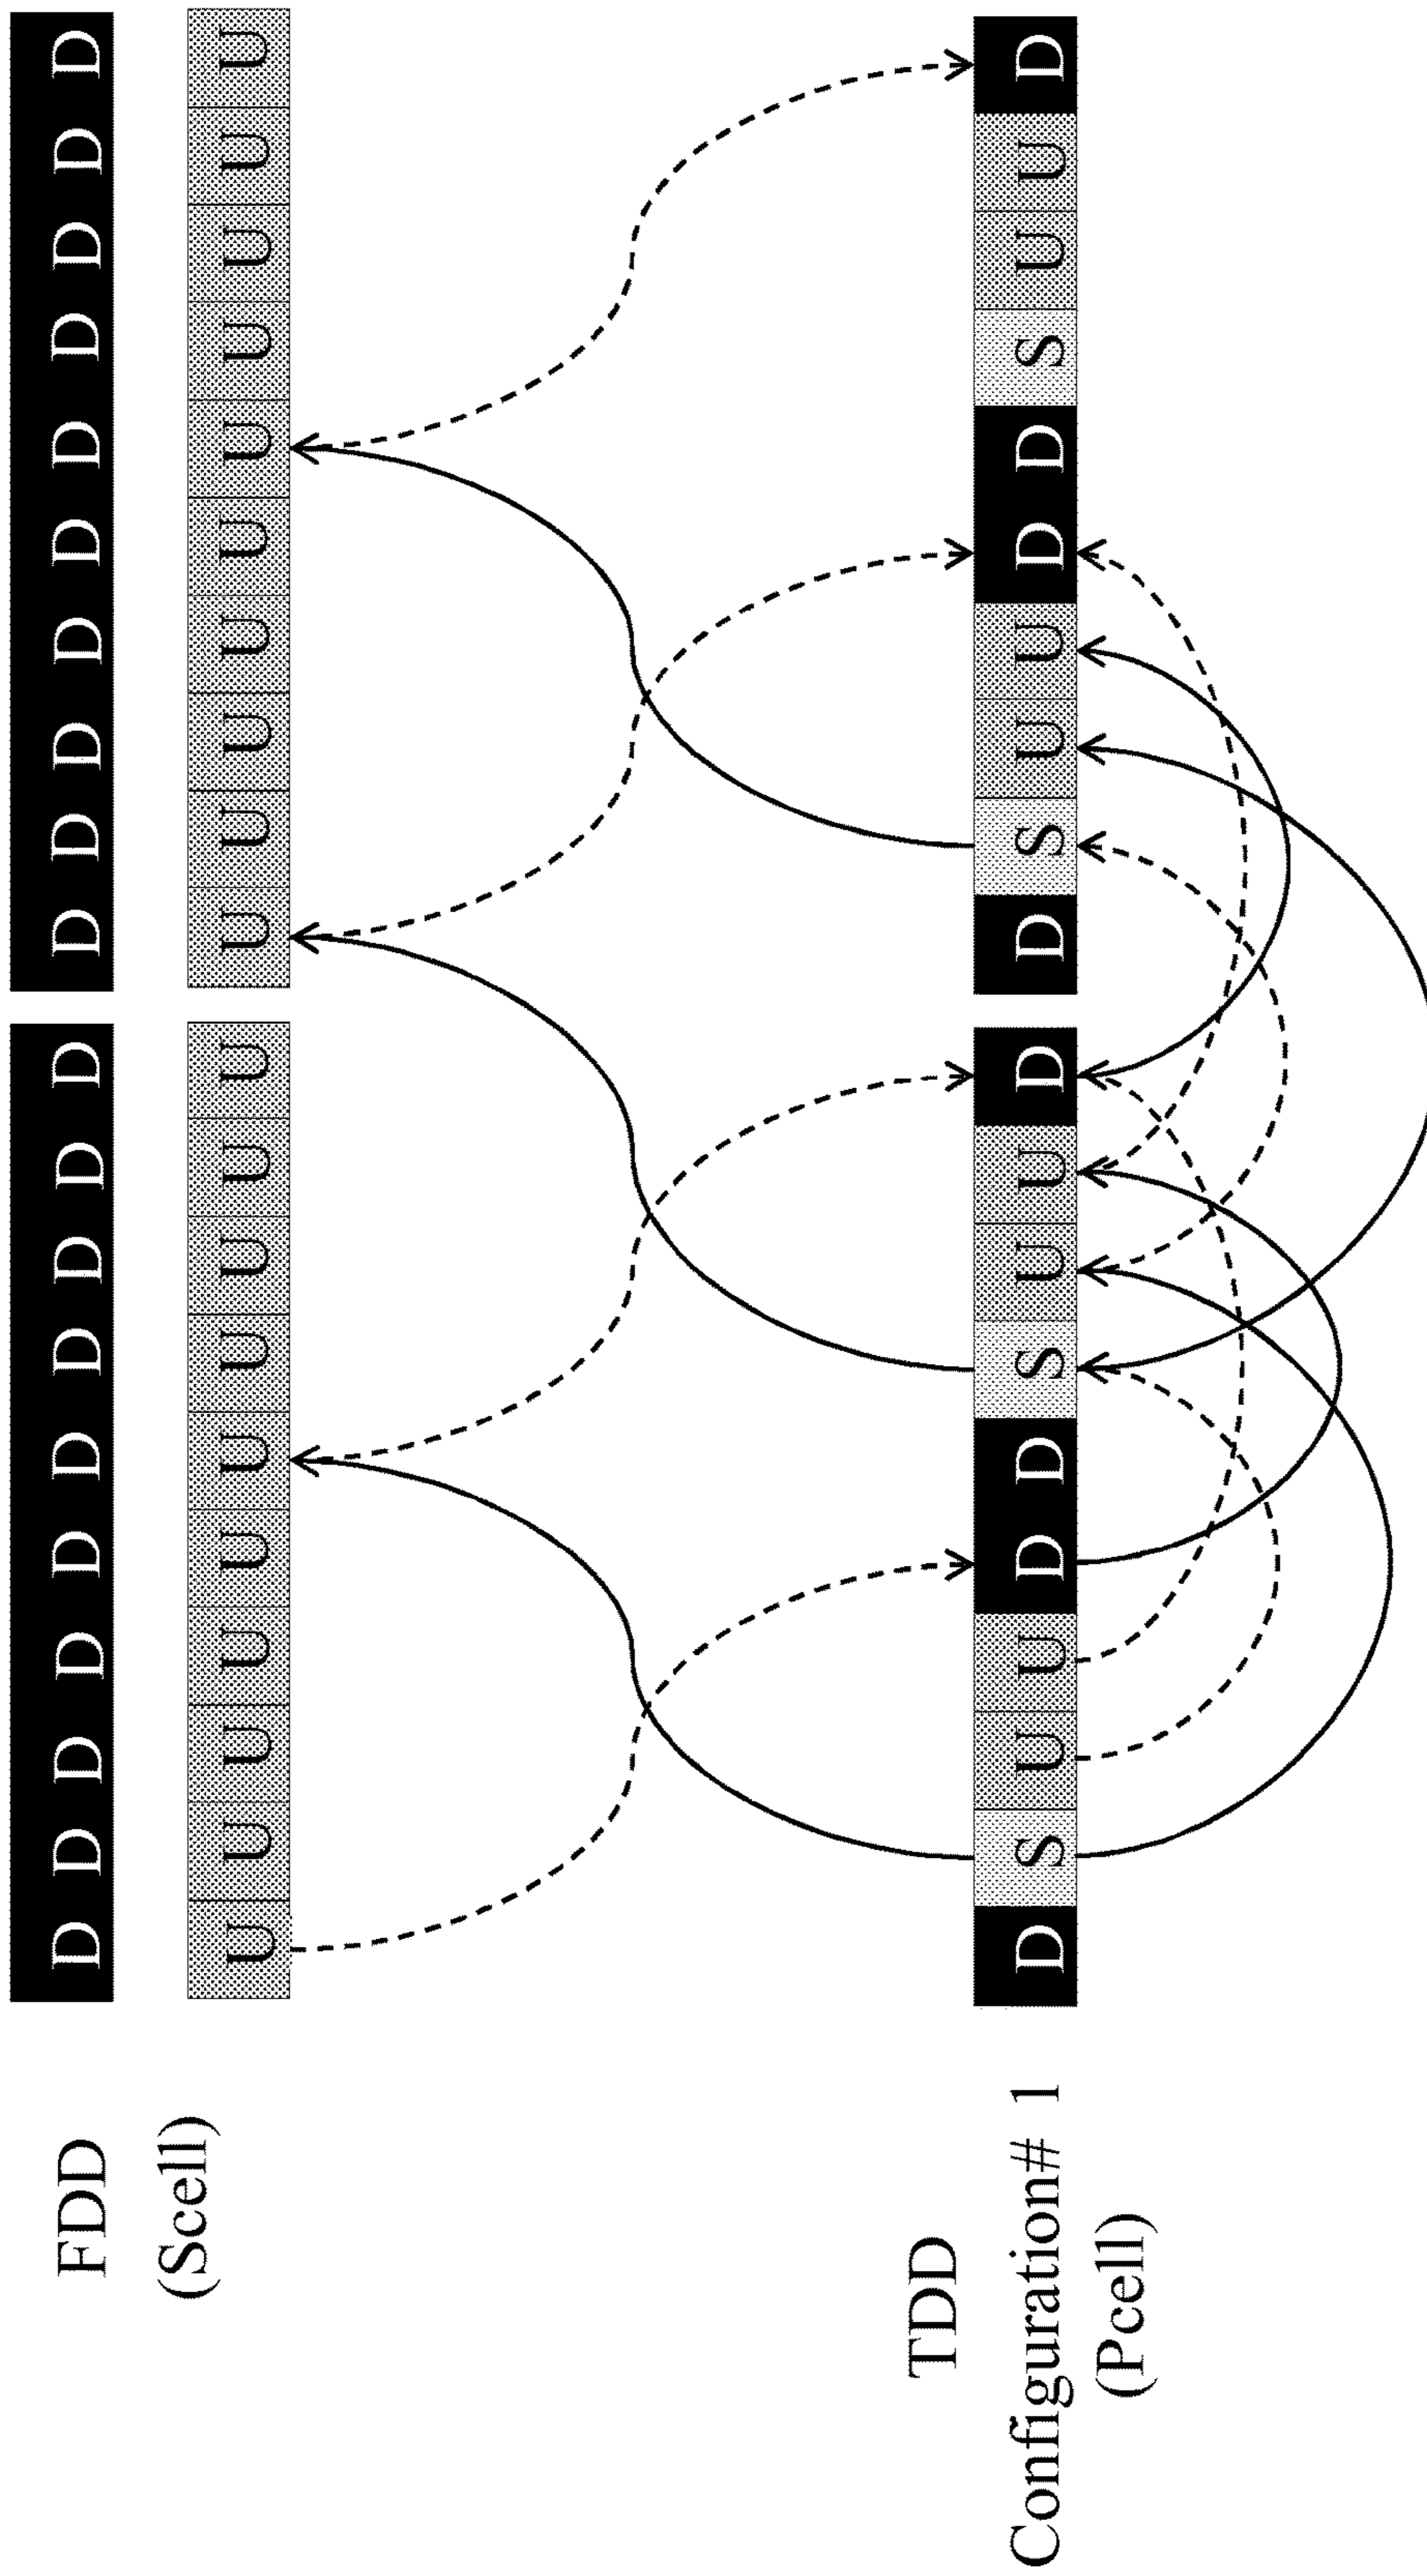 FDD D D D D D D D D D D D D D D D D D D D D
(Scell) U U U U U U U U U U U U U U U U U U U U
TDD
Configuration# 1 D S U U D D S U U D D S U U D D S U U D
(Pcell)